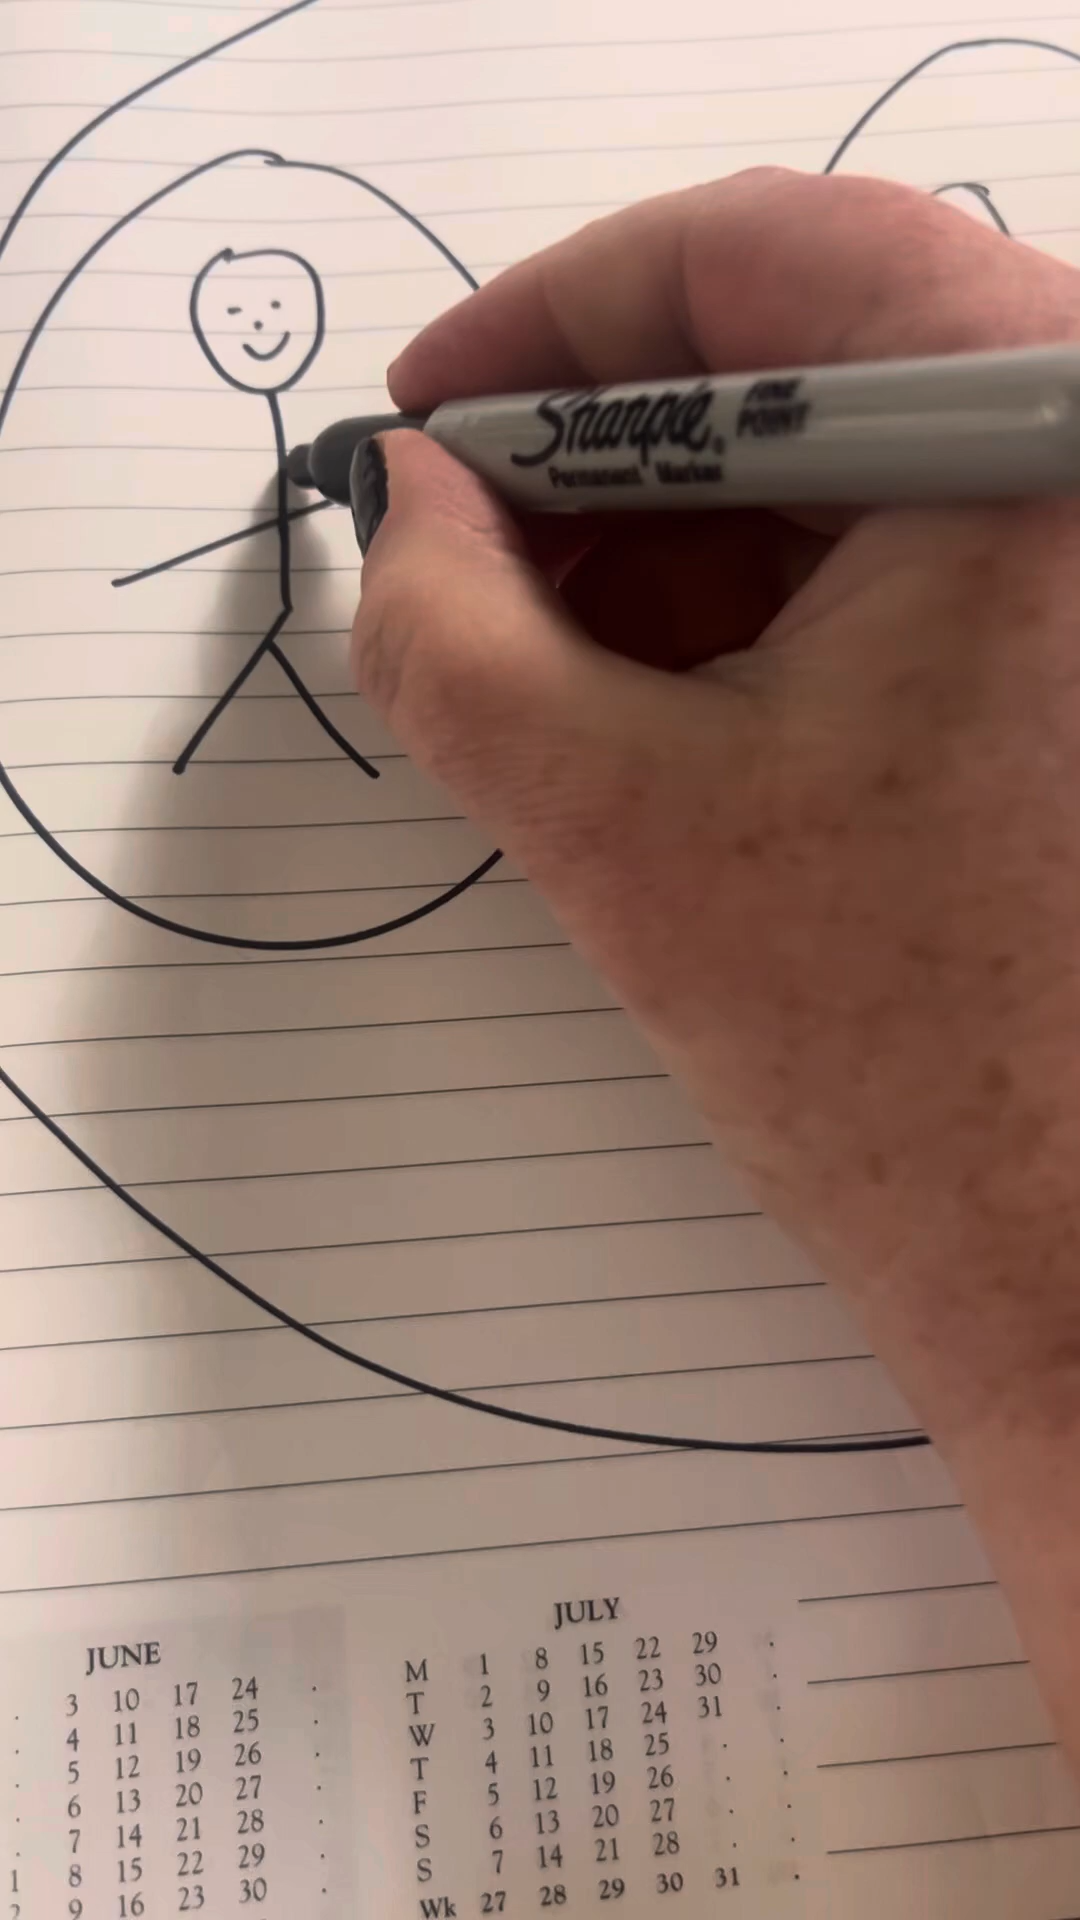 Sharpie. FINE
POINT
Permanent Marker
JUNE
3 10 17 24
4 11 18 25
5 12 19 26
6 13 20 27
7 14 21 28
1 8 15 22 29
2 9 16 23 30
JULY
M 1 8 15 22 29
T 2 9 16 23 30
W 3 10 17 24 31
T 4 11 18 25
F 5 12 19 26
S 6 13 20 27
S 7 14 21 28
Wk 27 28 29 30 31